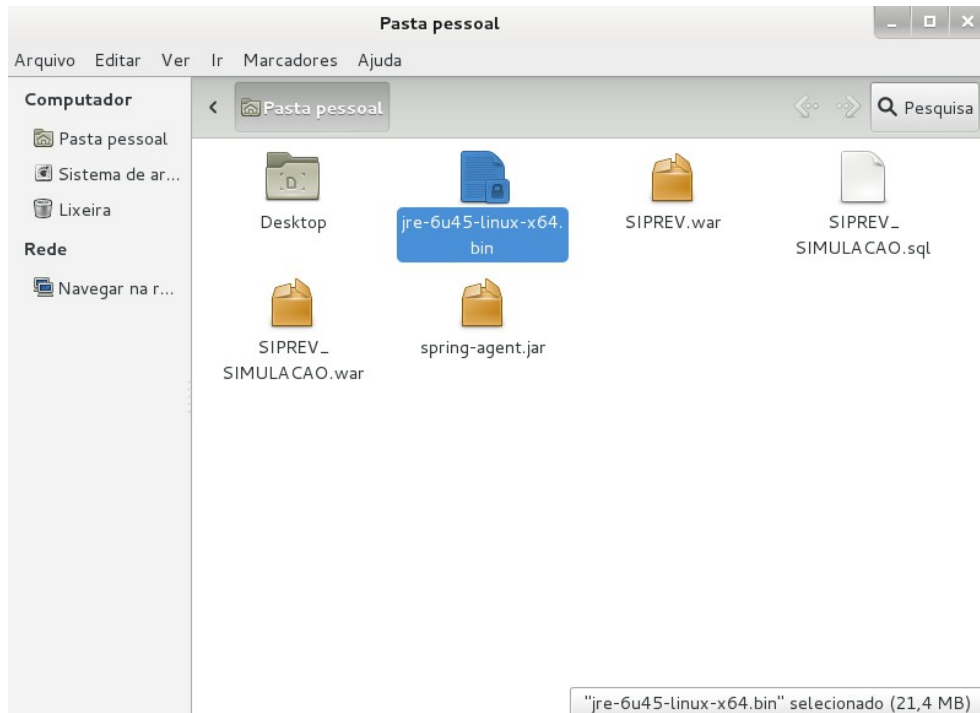 Pasta pessoal
Arquivo Editar Ver Ir Marcadores Ajuda
Computador
Pasta pessoal
Sistema de ar...
Lixeira
Rede
Navegar na r...
Pasta pessoal
Pesquisa
D
Desktop
jre-6u45-linux-x64.
bin
SIPREV.war
SIPREV_
SIMULACAO.sql
SIPREV_
SIMULACAO.war
spring-agent.jar
"jre-6u45-linux-x64.bin" selecionado (21,4 MB)